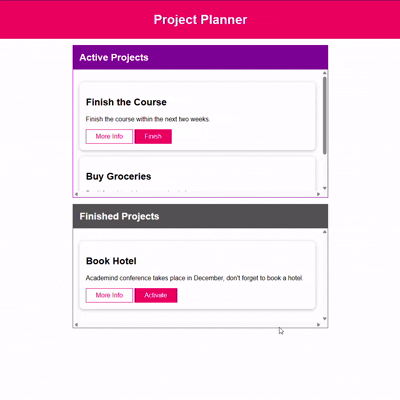 Project Planner
Active Projects
Finish the Course
Finish the course within the next two weeks.
More Info Finish
Buy Groceries
Finished Projects
Book Hotel
Academind conference takes place in December, don't forget to book a hotel.
More Info Activate